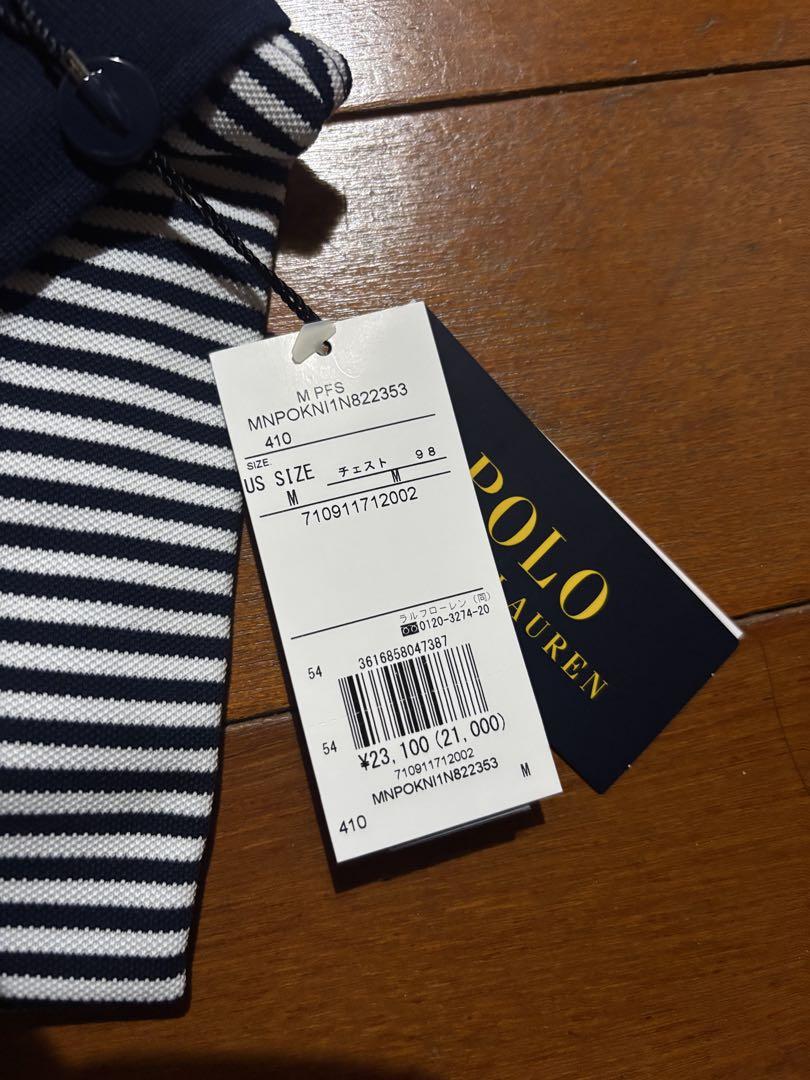 M PFS
MNPOKNI1N822353
410
SIZE
US SIZE チェスト 98
M M
710911712002
ラルフローレン (同)
0120-3274-20
54 3616858047387
54 ¥23,100 (21,000)
710911712002
MNPOKNI1N822353 M
410
POLO
LAUREN